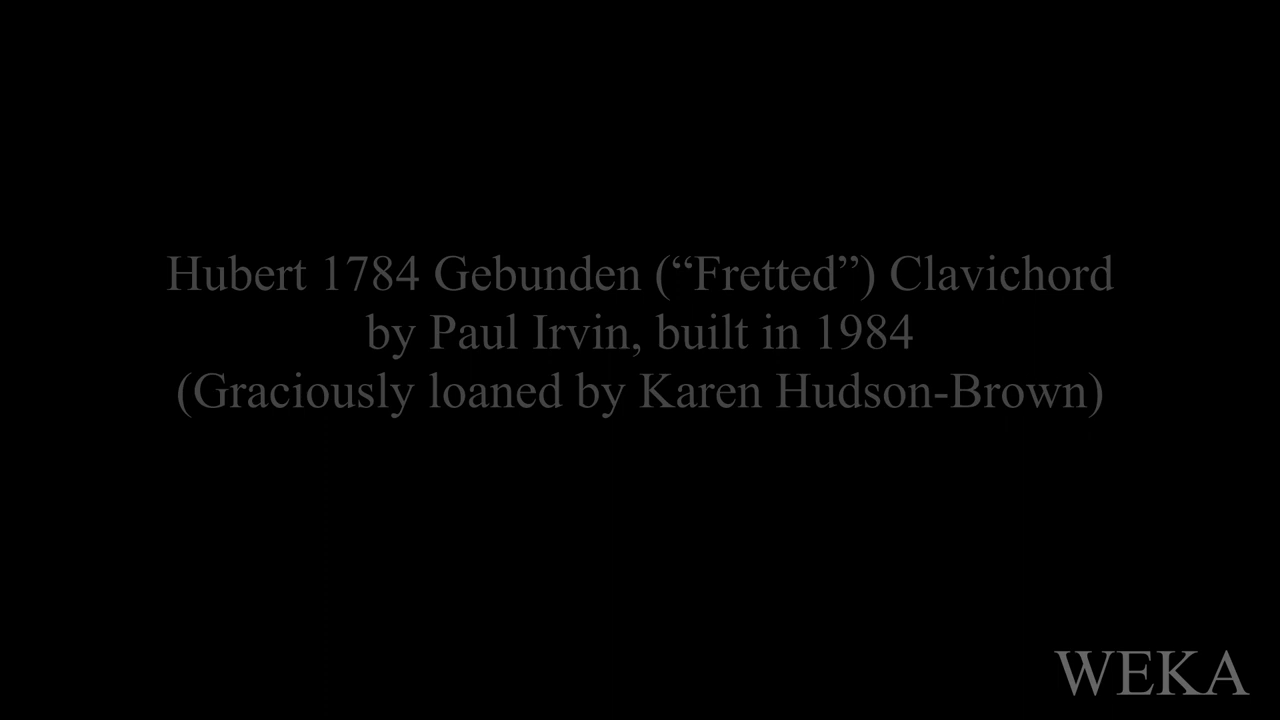 Hubert 1784 Gebunden (“Fretted”) Clavichord
by Paul Irvin, built in 1984
(Graciously loaned by Karen Hudson-Brown)
WEKA